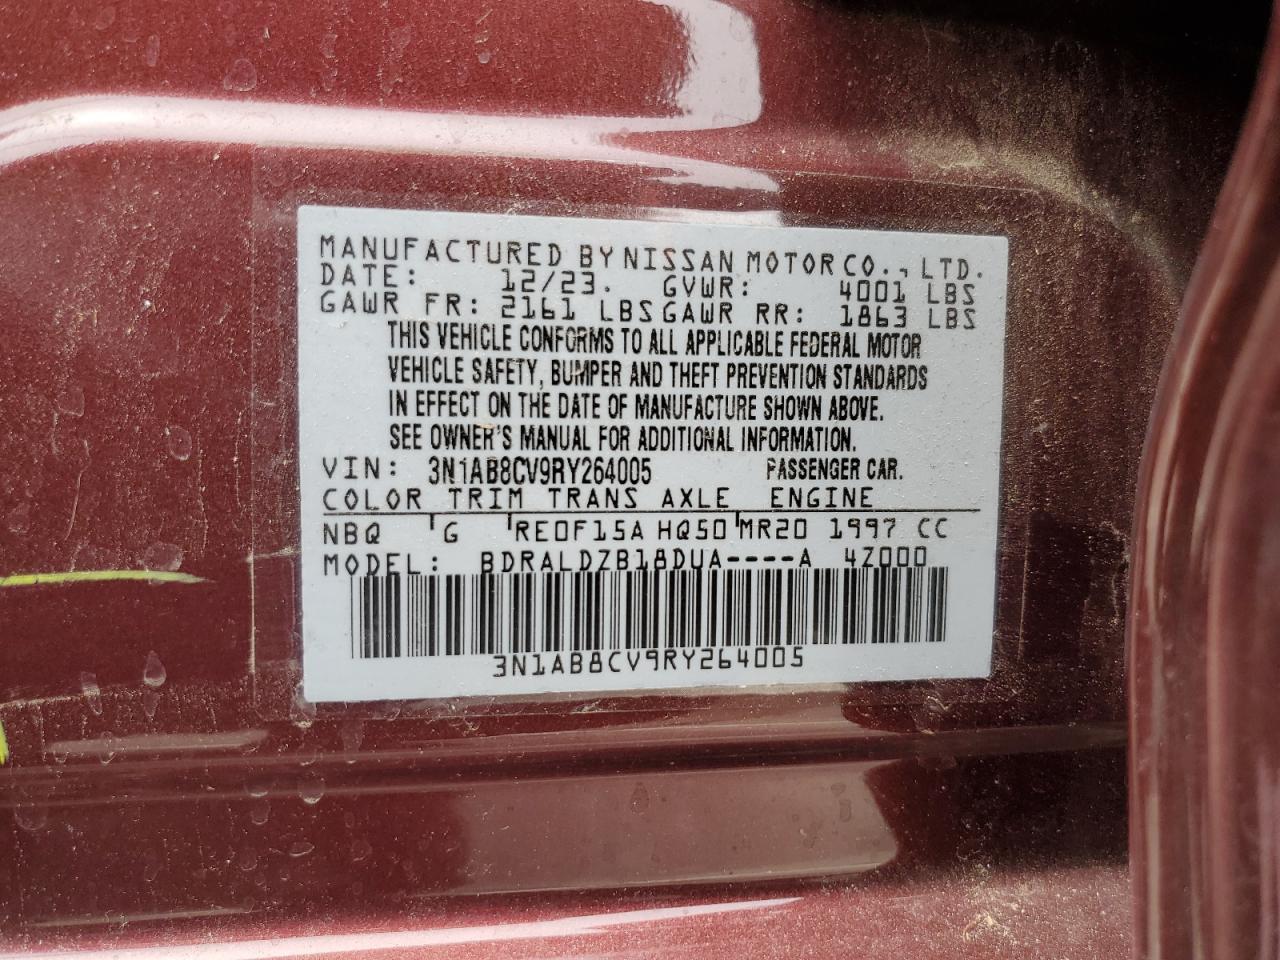 MANUFACTURED BY NISSAN MOTOR CO., LTD.
DATE: 12/23. GVWR: 4001 LBS
GAWR FR: 2161 LBS GAWR RR: 1863 LBS
THIS VEHICLE CONFORMS TO ALL APPLICABLE FEDERAL MOTOR
VEHICLE SAFETY, BUMPER AND THEFT PREVENTION STANDARDS
IN EFFECT ON THE DATE OF MANUFACTURE SHOWN ABOVE.
SEE OWNER'S MANUAL FOR ADDITIONAL INFORMATION.
VIN: 3N1AB8CV9RY264005 PASSENGER CAR.
COLOR TRIM TRANS AXLE ENGINE
NBQ G RE0F15A HQ50 MR20 1997 CC
MODEL: BDRALDZB18DUA----A 4Z000
3N1AB8CV9RY264005